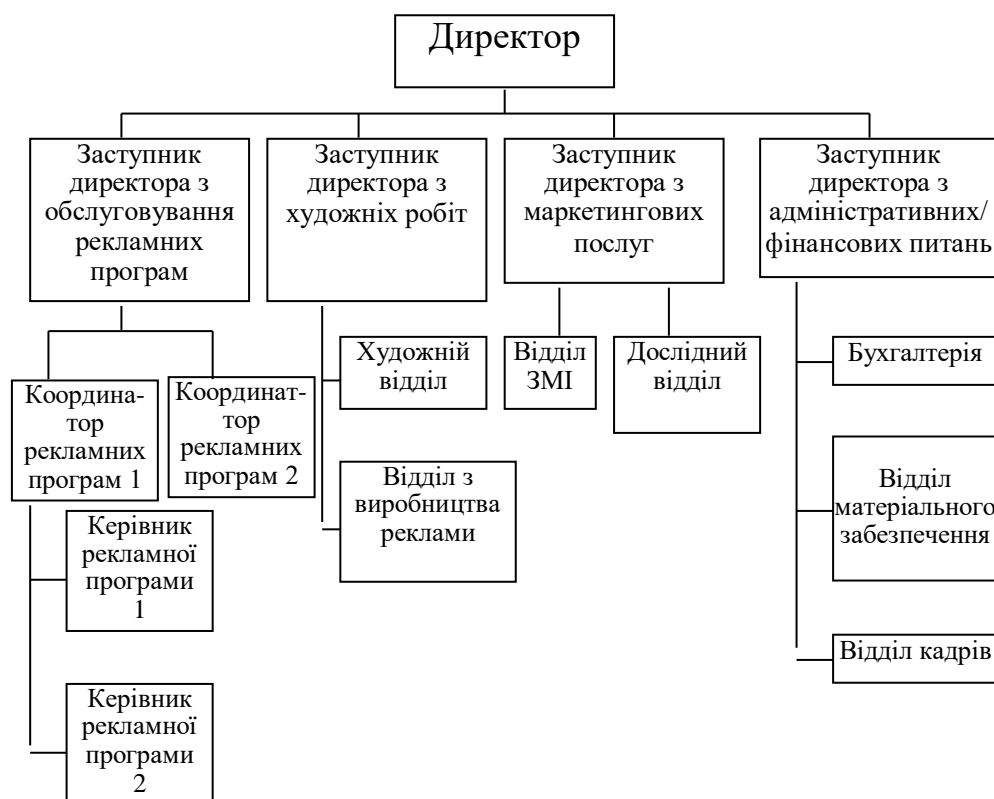 Директор
Заступник
директора з
обслуговування
рекламних
програм
Заступник
директора з
художніх робіт
Заступник
директора з
маркетингових
послуг
Заступник
директора з
адміністративних/
фінансових питань
Координа-
тор
рекламних
програм 1
Координат-
тор
рекламних
програм 2
Художній
відділ
Відділ
ЗМІ
Дослідний
відділ
Бухгалтерія
Керівник
рекламної
програми
1
Відділ з
виробництва
реклами
Відділ
матеріального
забезпечення
Відділ кадрів
Керівник
рекламної
програми
2